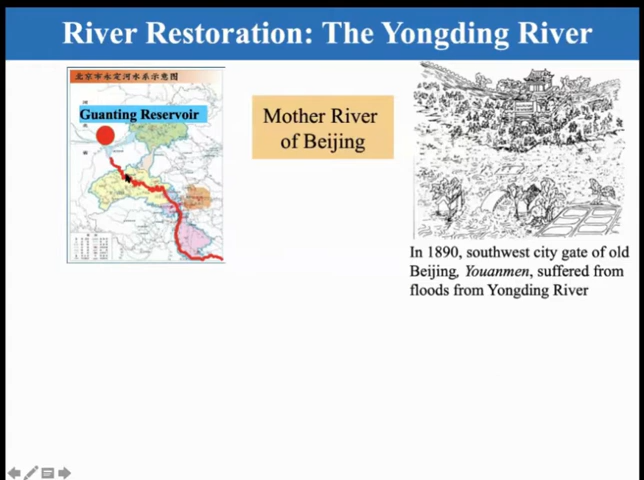 River Restoration: The Yongding River
北京市永定河水系示意图
Guanting Reservoir
Mother River
of Beijing
In 1890, southwest city gate of old
Beijing, Youanmen, suffered from
floods from Yongding River